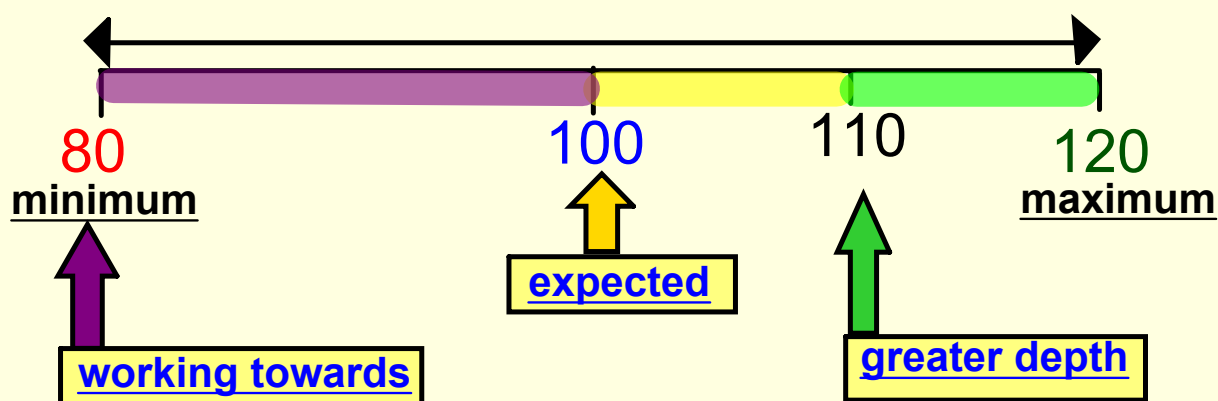 80
100
110
120
minimum
maximum
expected
working towards
greater depth